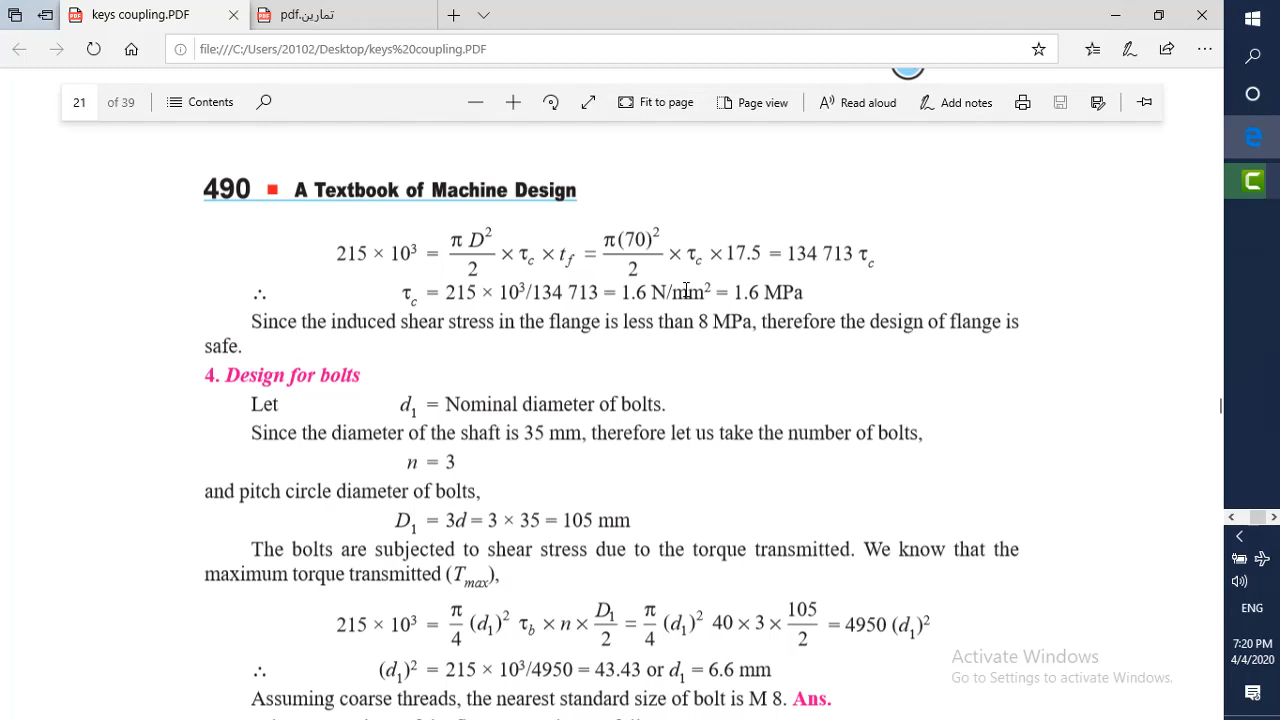 keys coupling.PDF
تمارين.pdf
file:///C:/Users/20102/Desktop/keys%20coupling.PDF
21 of 39 Contents Fit to page Page view Read aloud Add notes
490 ■ A Textbook of Machine Design
215 × 10³ = π D²/2 × τc × tf = π(70)²/2 × τc × 17.5 = 134 713 τc
∴ τc = 215 × 10³/134 713 = 1.6 N/mm² = 1.6 MPa
Since the induced shear stress in the flange is less than 8 MPa, therefore the design of flange is
safe.
4. Design for bolts
Let d1 = Nominal diameter of bolts.
Since the diameter of the shaft is 35 mm, therefore let us take the number of bolts,
n = 3
and pitch circle diameter of bolts,
D1 = 3d = 3 × 35 = 105 mm
The bolts are subjected to shear stress due to the torque transmitted. We know that the
maximum torque transmitted (Tmax),
215 × 10³ = π/4 (d1)² τb × n × D1/2 = π/4 (d1)² 40 × 3 × 105/2 = 4950 (d1)²
∴ (d1)² = 215 × 10³/4950 = 43.43 or d1 = 6.6 mm
Assuming coarse threads, the nearest standard size of bolt is M 8. Ans.
Activate Windows
Go to Settings to activate Windows.
ENG
7:20 PM
4/4/2020